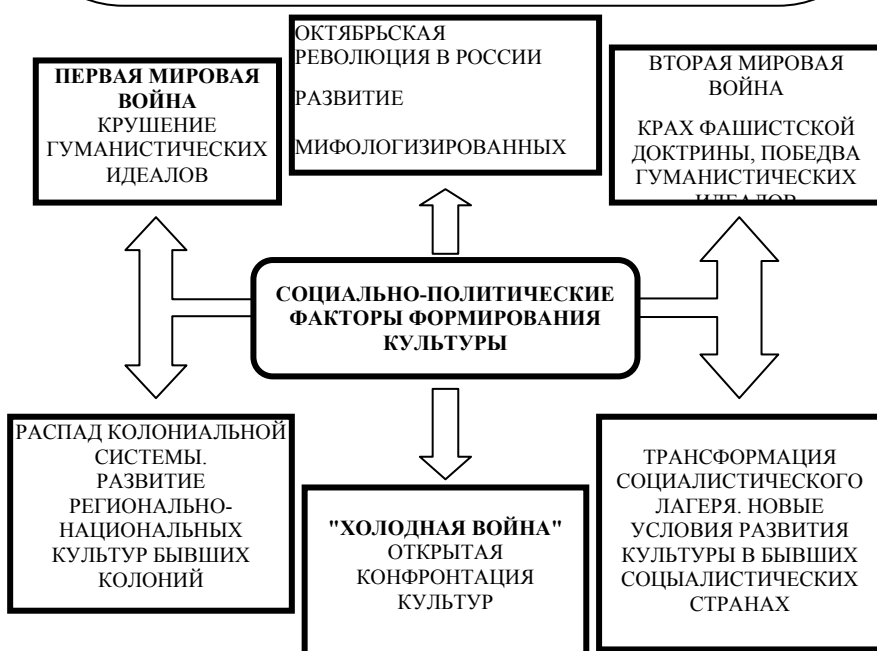 ПЕРВАЯ МИРОВАЯ
ВОЙНА
КРУШЕНИЕ
ГУМАНИСТИЧЕСКИХ
ИДЕАЛОВ
ОКТЯБРЬСКАЯ
РЕВОЛЮЦИЯ В РОССИИ
РАЗВИТИЕ
МИФОЛОГИЗИРОВАННЫХ
ВТОРАЯ МИРОВАЯ
ВОЙНА
КРАХ ФАШИСТСКОЙ
ДОКТРИНЫ, ПОБЕДВА
ГУМАНИСТИЧЕСКИХ
ИДЕАЛОВ
СОЦИАЛЬНО-ПОЛИТИЧЕСКИЕ
ФАКТОРЫ ФОРМИРОВАНИЯ
КУЛЬТУРЫ
РАСПАД КОЛОНИАЛЬНОЙ
СИСТЕМЫ.
РАЗВИТИЕ
РЕГИОНАЛЬНО-
НАЦИОНАЛЬНЫХ
КУЛЬТУР БЫВШИХ
КОЛОНИЙ
"ХОЛОДНАЯ ВОЙНА"
ОТКРЫТАЯ
КОНФРОНТАЦИЯ
КУЛЬТУР
ТРАНСФОРМАЦИЯ
СОЦИАЛИСТИЧЕСКОГО
ЛАГЕРЯ. НОВЫЕ
УСЛОВИЯ РАЗВИТИЯ
КУЛЬТУРЫ В БЫВШИХ
СОЦЫАЛИСТИЧЕСКИХ
СТРАНАХ